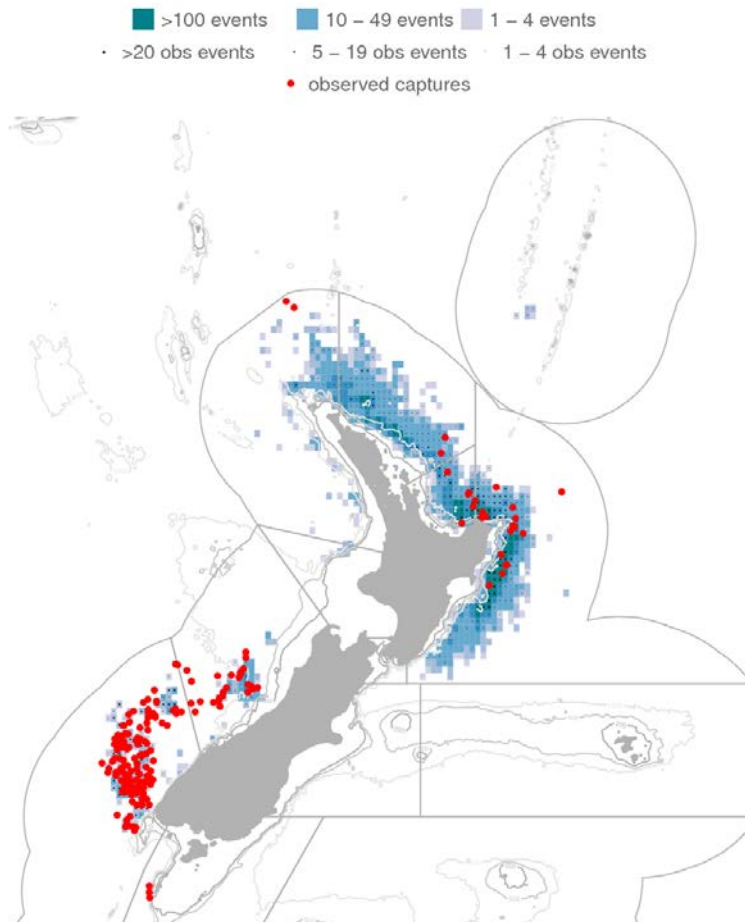 >100 events 10 – 49 events 1 – 4 events
>20 obs events 5 – 19 obs events 1 – 4 obs events
observed captures